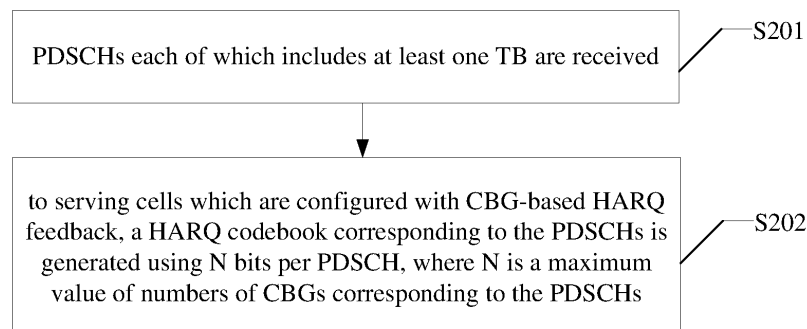 PDSCHs each of which includes at least one TB are received
S201
to serving cells which are configured with CBG-based HARQ
feedback, a HARQ codebook corresponding to the PDSCHs is
generated using N bits per PDSCH, where N is a maximum
value of numbers of CBGs corresponding to the PDSCHs
S202